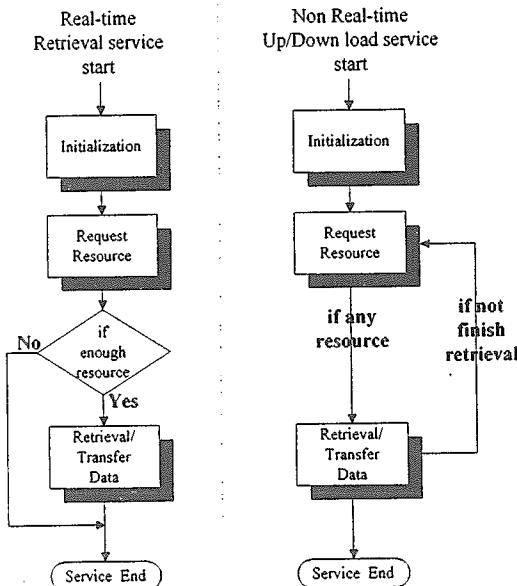 Real-time
Retrieval service
start
Initialization
Request
Resource
if
enough
resource
No
Yes
Retrieval/
Transfer
Data
Service End
Non Real-time
Up/Down load service
start
Initialization
Request
Resource
if any
resource
if not
finish
retrieval
Retrieval/
Transfer
Data
Service End